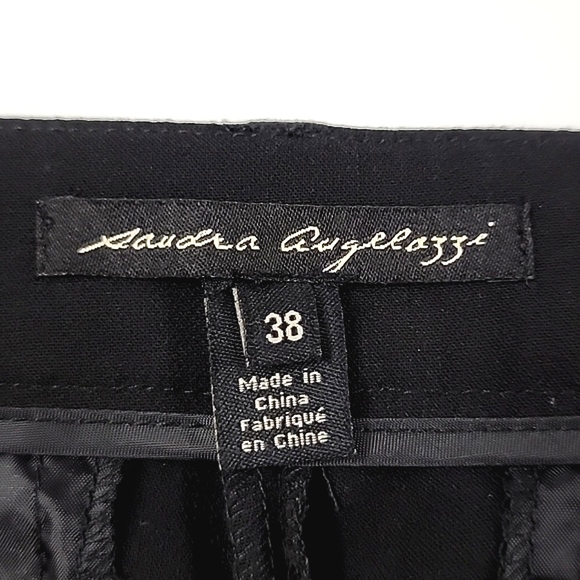 Sandra Angelozzi
38
Made in
China
Fabriqué
en Chine